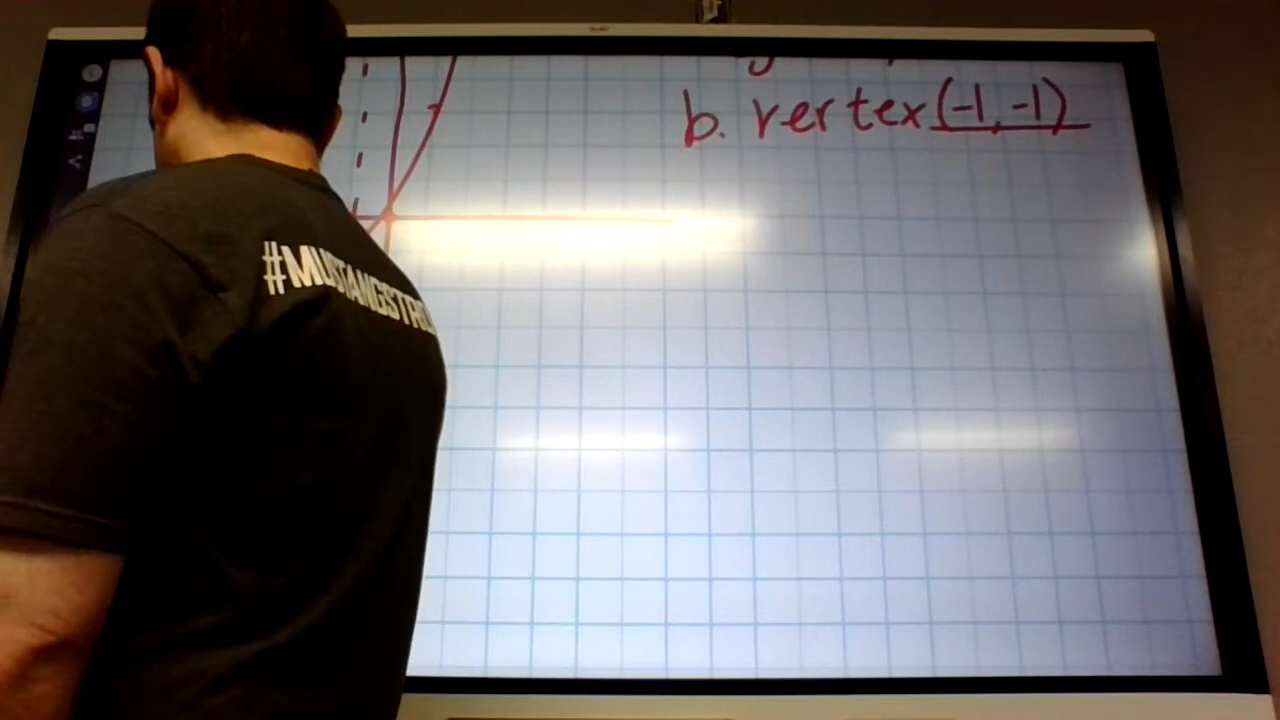 b. vertex (-1, -1)
#MUSTANGSTRO